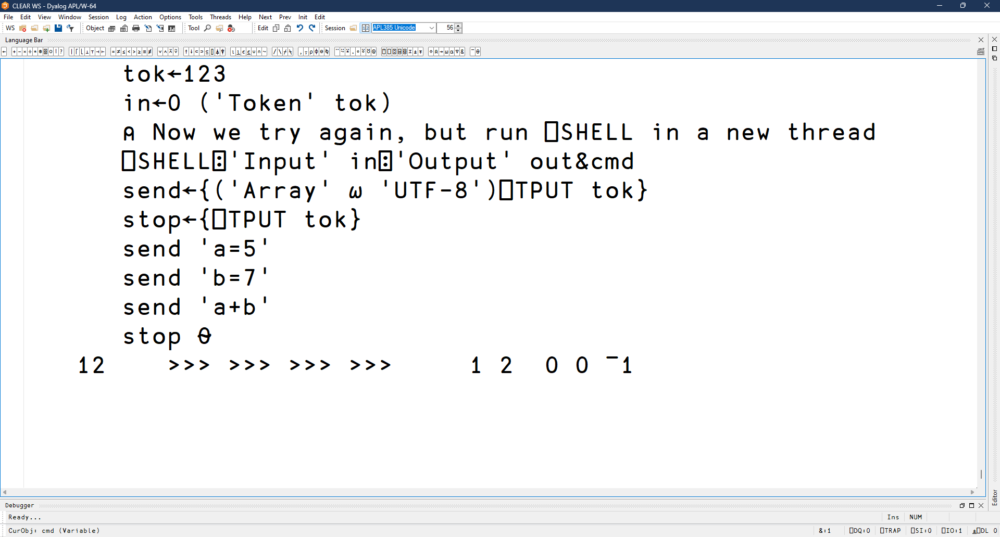 CLEAR WS - Dyalog APL/W-64
File Edit View Window Session Log Action Options Tools Threads Help Next Prev Init Edit
WS Object Tool Edit Session APL385 Unicode 56
Language Bar
tok←123
in←0 ('Token' tok)
⍝ Now we try again, but run ⎕SHELL in a new thread
⎕SHELL⍠'Input' in⍠'Output' out&cmd
send←{('Array' ⍵ 'UTF-8')⎕TPUT tok}
stop←{⎕TPUT tok}
send 'a=5'
send 'b=7'
send 'a+b'
stop ⍬
12 >>> >>> >>> >>> 1 2 0 0 ¯1
Editor
Debugger
Ready...
Ins NUM
CurObj: cmd (Variable)
&:1 ⎕DQ:0 ⎕TRAP ⎕SI:0 ⎕IO:1 ⎕DL 0